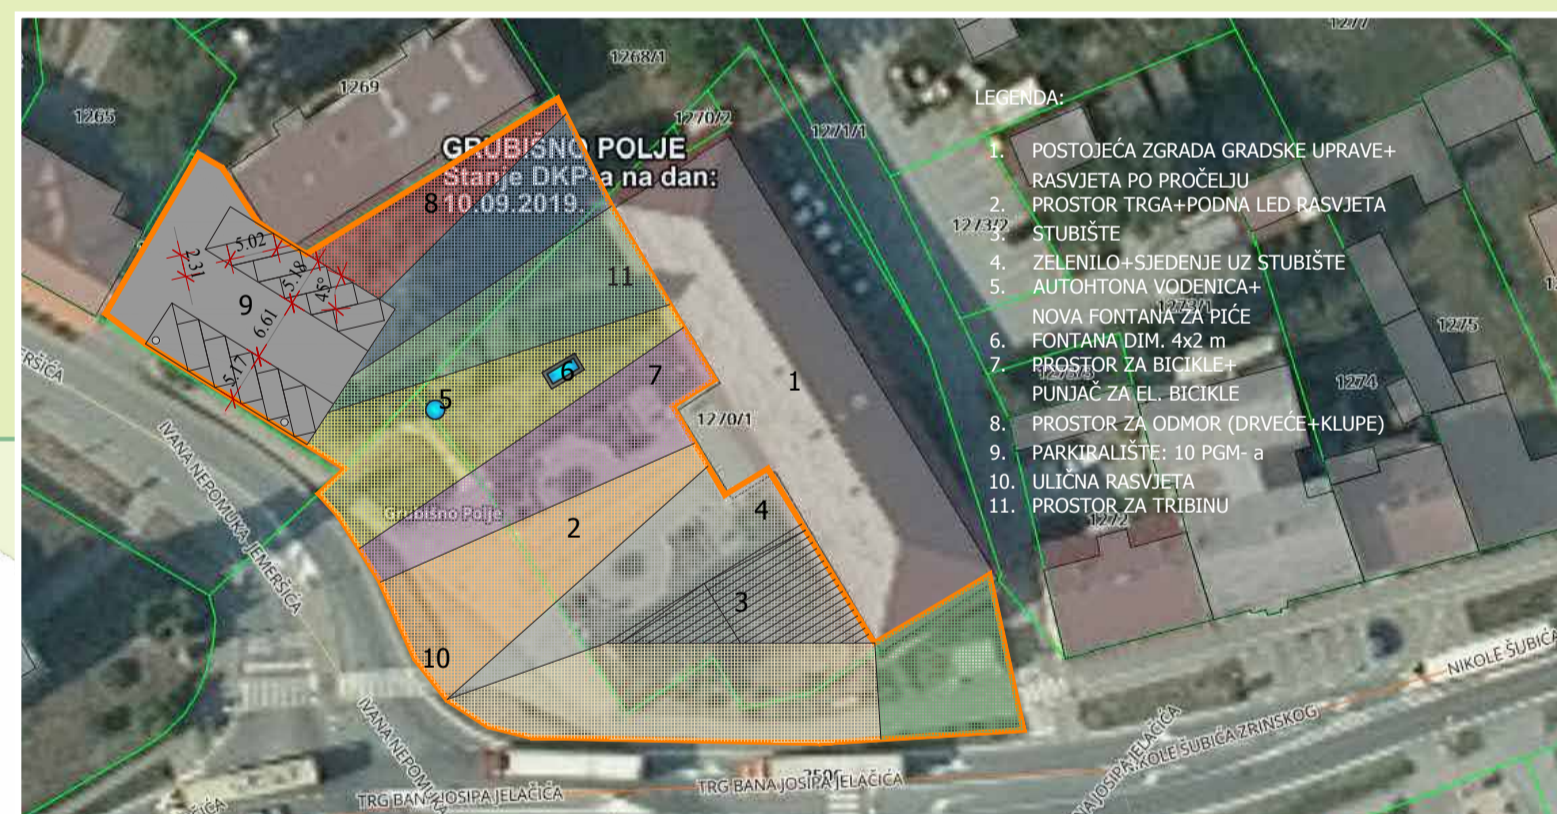 1277
1268/1
1269
1265
1270/2
1271/1
LEGENDA:
GRUBIŠNO POLJE
Stanje DKP-a na dan:
10.09.2019.
1. POSTOJEĆA ZGRADA GRADSKE UPRAVE+
RASVJETA PO PROČELJU
2. PROSTOR TRGA+PODNA LED RASVJETA
3. STUBIŠTE
4. ZELENILO+SJEDENJE UZ STUBIŠTE
5. AUTOHTONA VODENICA+
NOVA FONTANA ZA PIĆE
6. FONTANA DIM. 4x2 m
7. PROSTOR ZA BICIKLE+
PUNJAČ ZA EL. BICIKLE
8. PROSTOR ZA ODMOR (DRVEĆE+KLUPE)
9. PARKIRALIŠTE: 10 PGM- a
10. ULIČNA RASVJETA
11. PROSTOR ZA TRIBINU
1273/2
1273/1
1275
1274
1272
8
11
5.02
2.31
5.18
9
6.61
5.17
5
6
7
1
1270/1
4
2
3
10
Grubišno Polje
IVANA NEPOMUKA JEMERŠIĆA
IVANA NEPOMUKA
TRG BANA JOSIPA JELAČIĆA
TRG BANA JOSIPA JELAČIĆA
NIKOLE ŠUBIĆA
KOLE ŠUBIĆA ZRINSKOG
NA JOSIPA JELAČIĆA